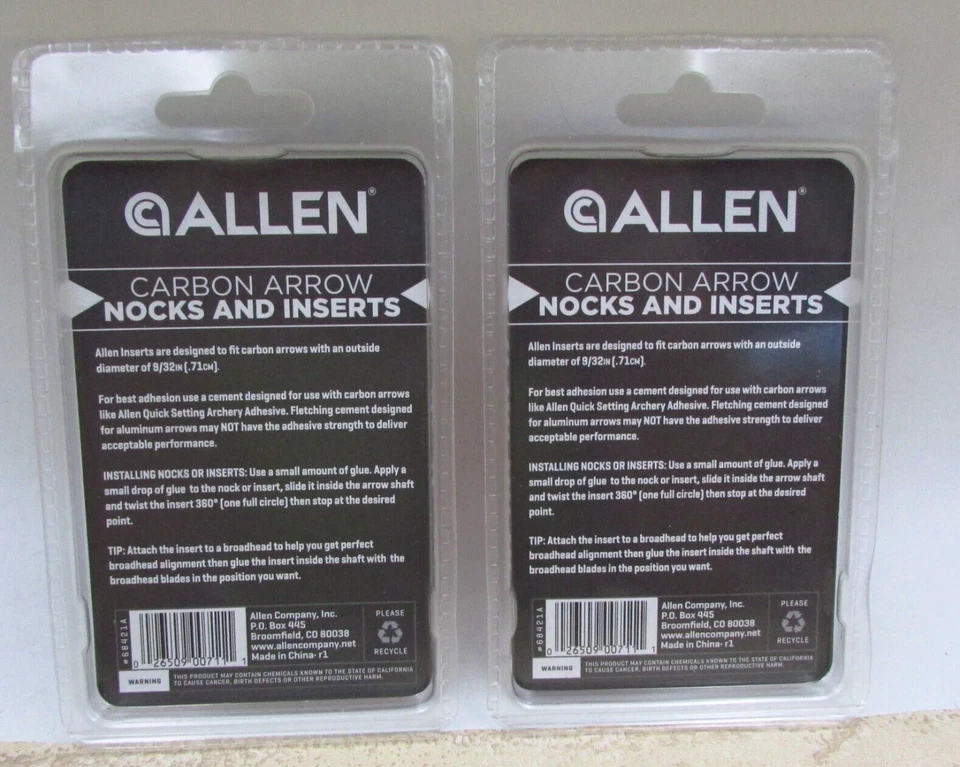 ALLEN®
CARBON ARROW
NOCKS AND INSERTS
Allen Inserts are designed to fit carbon arrows with an outside
diameter of 9/32IN (.71CM).
For best adhesion use a cement designed for use with carbon arrows
like Allen Quick Setting Archery Adhesive. Fletching cement designed
for aluminum arrows may NOT have the adhesive strength to deliver
acceptable performance.
INSTALLING NOCKS OR INSERTS: Use a small amount of glue. Apply a
small drop of glue to the nock or insert, slide it inside the arrow shaft
and twist the insert 360° (one full circle) then stop at the desired
point.
TIP: Attach the insert to a broadhead to help you get perfect
broadhead alignment then glue the insert inside the shaft with the
broadhead blades in the position you want.
#68421A
0 26509 00711 1
Allen Company, Inc.
P.O. Box 445
Broomfield, CO 80038
www.allencompany.net
Made in China- r1
PLEASE
RECYCLE
WARNING
THIS PRODUCT MAY CONTAIN CHEMICALS KNOWN TO THE STATE OF CALIFORNIA
TO CAUSE CANCER, BIRTH DEFECTS OR OTHER REPRODUCTIVE HARM.
ALLEN®
CARBON ARROW
NOCKS AND INSERTS
Allen Inserts are designed to fit carbon arrows with an outside
diameter of 9/32IN (.71CM).
For best adhesion use a cement designed for use with carbon arrows
like Allen Quick Setting Archery Adhesive. Fletching cement designed
for aluminum arrows may NOT have the adhesive strength to deliver
acceptable performance.
INSTALLING NOCKS OR INSERTS: Use a small amount of glue. Apply a
small drop of glue to the nock or insert, slide it inside the arrow shaft
and twist the insert 360° (one full circle) then stop at the desired
point.
TIP: Attach the insert to a broadhead to help you get perfect
broadhead alignment then glue the insert inside the shaft with the
broadhead blades in the position you want.
#68421A
0 26509 00711 1
Allen Company, Inc.
P.O. Box 445
Broomfield, CO 80038
www.allencompany.net
Made in China- r1
PLEASE
RECYCLE
WARNING
THIS PRODUCT MAY CONTAIN CHEMICALS KNOWN TO THE STATE OF CALIFORNIA
TO CAUSE CANCER, BIRTH DEFECTS OR OTHER REPRODUCTIVE HARM.